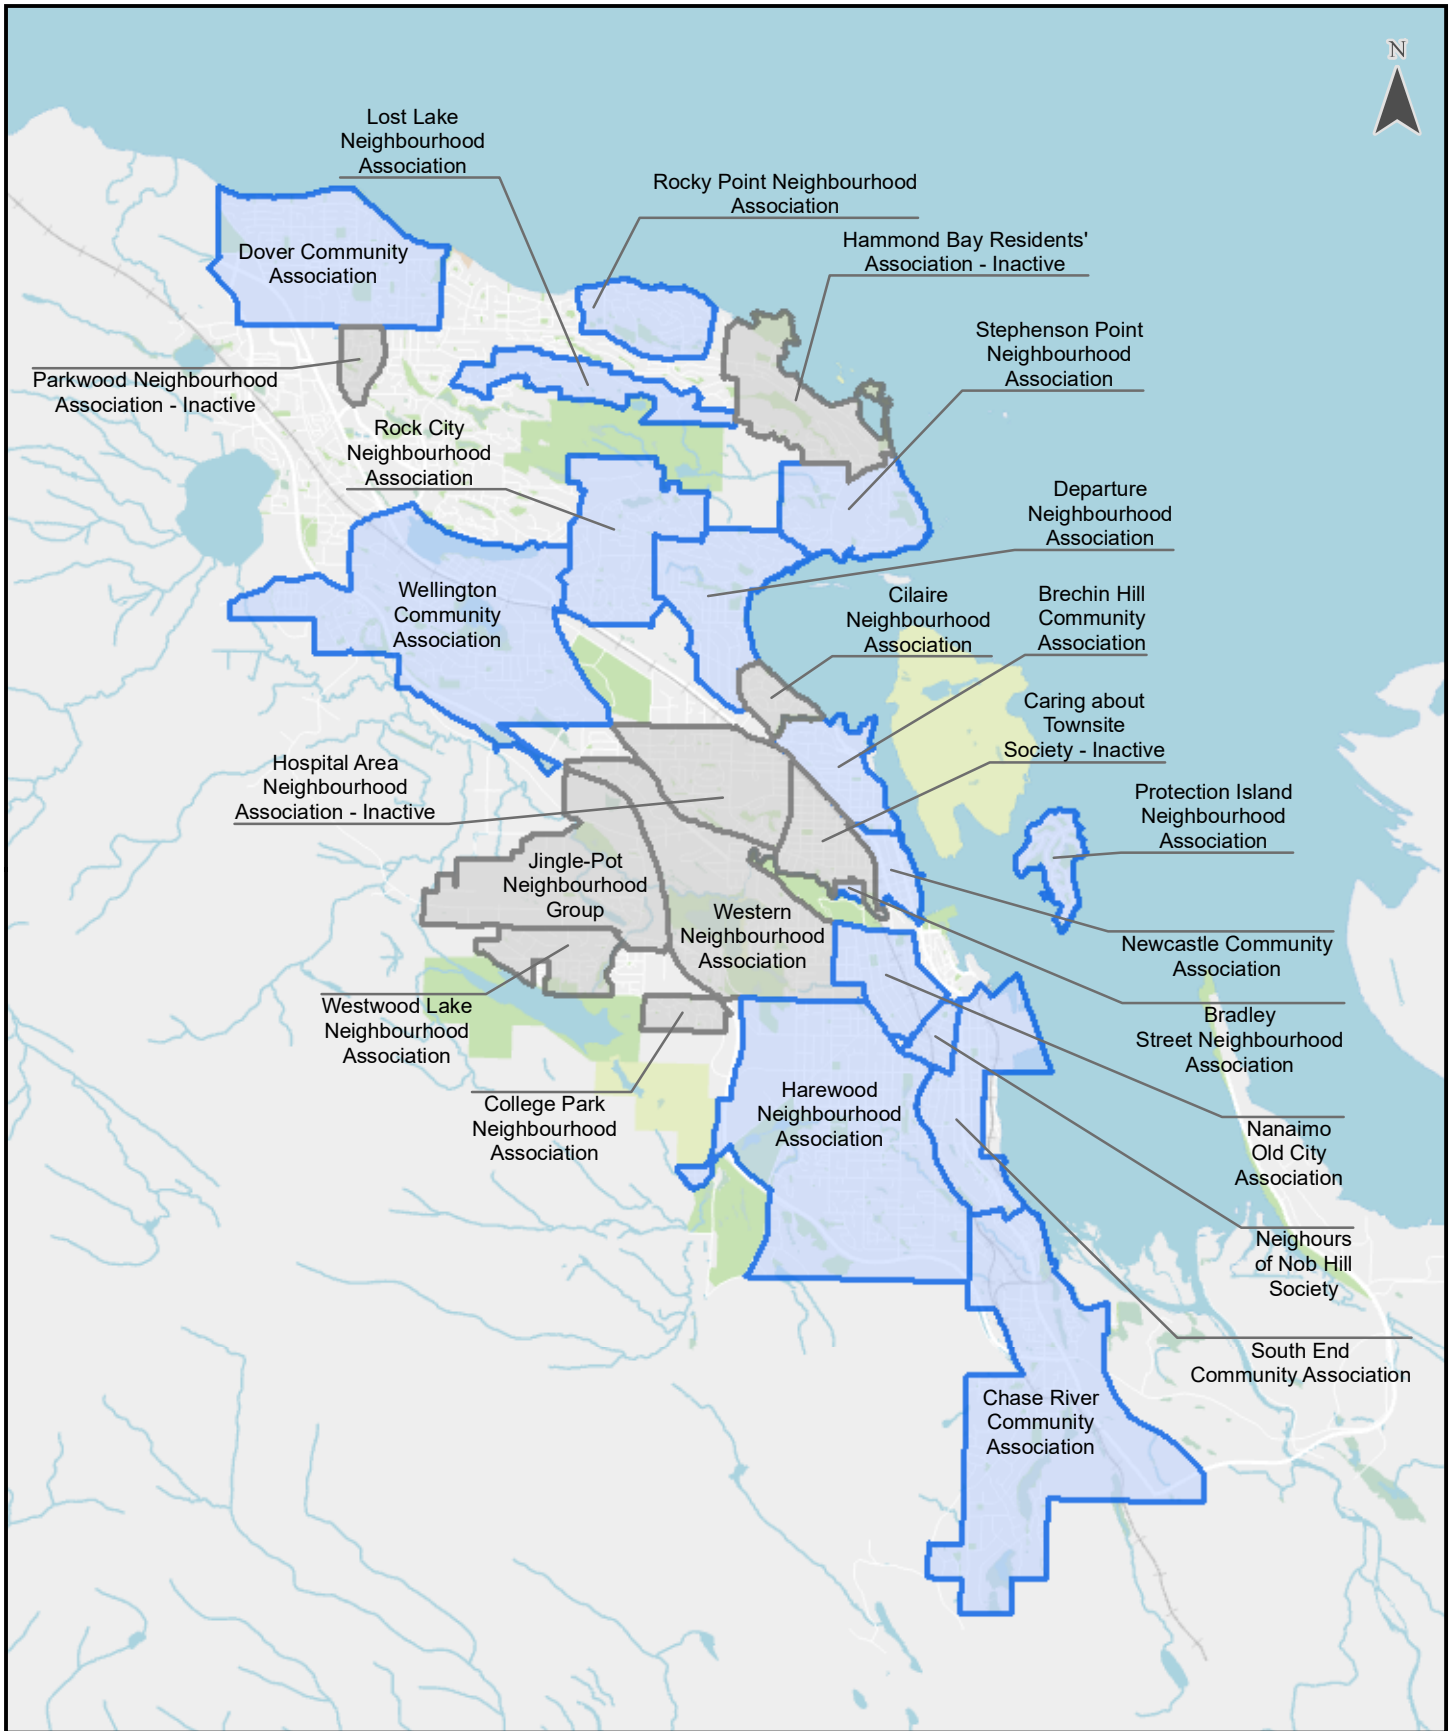 N
Lost Lake
Neighbourhood
Association
Rocky Point Neighbourhood
Association
Hammond Bay Residents'
Association - Inactive
Dover Community
Association
Stephenson Point
Neighbourhood
Association
Parkwood Neighbourhood
Association - Inactive
Rock City
Neighbourhood
Association
Departure
Neighbourhood
Association
Wellington
Community
Association
Cilaire
Neighbourhood
Association
Brechin Hill
Community
Association
Caring about
Townsite
Society - Inactive
Hospital Area
Neighbourhood
Association - Inactive
Protection Island
Neighbourhood
Association
Jingle-Pot
Neighbourhood
Group
Western
Neighbourhood
Association
Newcastle Community
Association
Westwood Lake
Neighbourhood
Association
Bradley
Street Neighbourhood
Association
College Park
Neighbourhood
Association
Harewood
Neighbourhood
Association
Nanaimo
Old City
Association
Neighours
of Nob Hill
Society
South End
Community Association
Chase River
Community
Association